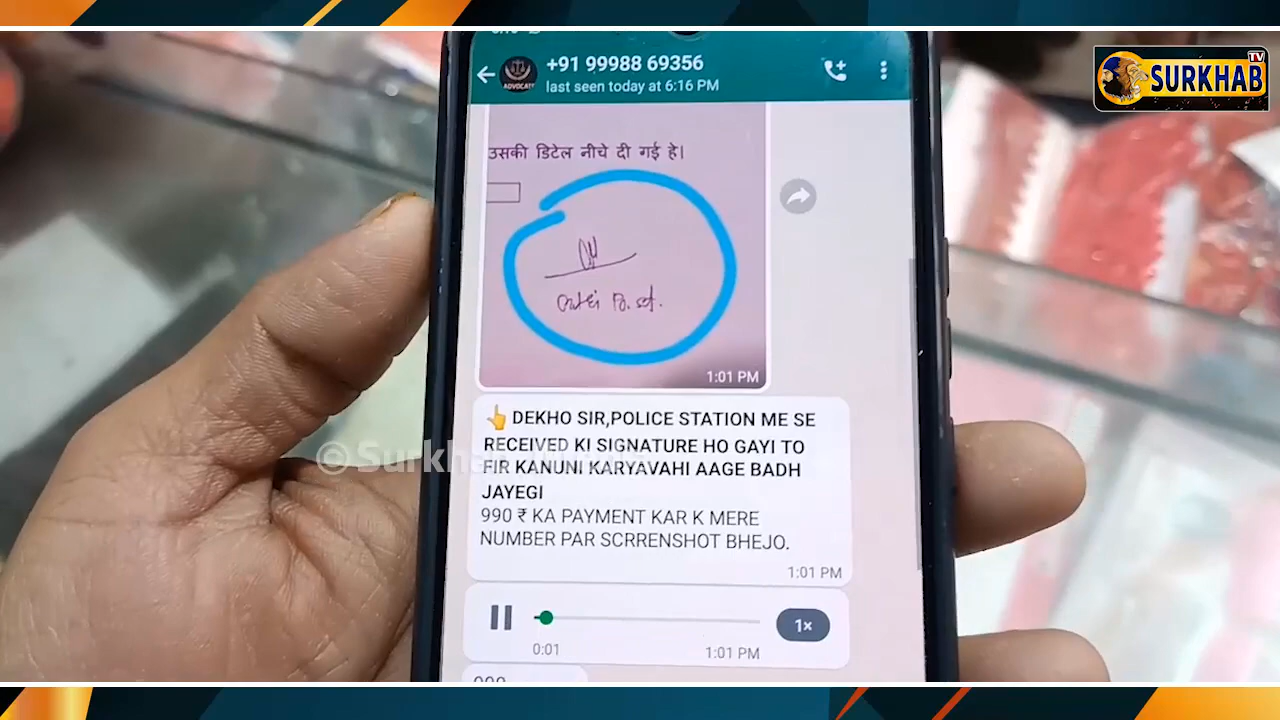 SURKHAB TV
+91 99988 69356
last seen today at 6:16 PM
ADVOCATE
उसकी डिटेल नीचे दी गई हे।
1:01 PM
👆DEKHO SIR,POLICE STATION ME SE
RECEIVED KI SIGNATURE HO GAYI TO
FIR KANUNI KARYAVAHI AAGE BADH
JAYEGI
990 ₹ KA PAYMENT KAR K MERE
NUMBER PAR SCRRENSHOT BHEJO.
1:01 PM
1×
0:01 1:01 PM